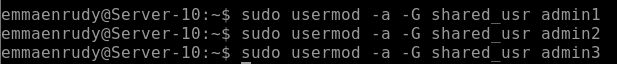 emmaenrudy@Server-10:~$ sudo usermod -a -G shared_usr admin1
emmaenrudy@Server-10:~$ sudo usermod -a -G shared_usr admin2
emmaenrudy@Server-10:~$ sudo usermod -a -G shared_usr admin3